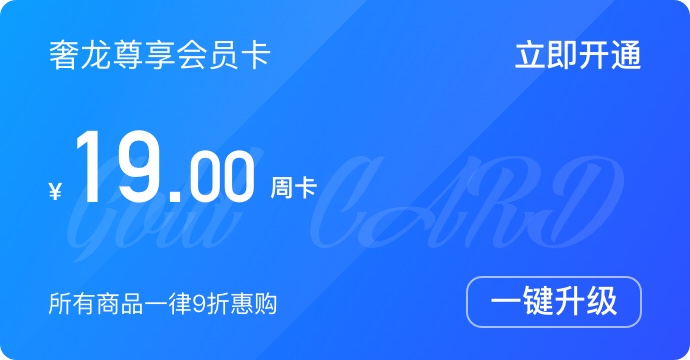 奢龙尊享会员卡
立即开通
¥19.00 周卡
Gold CARD
所有商品一律9折惠购
一键升级